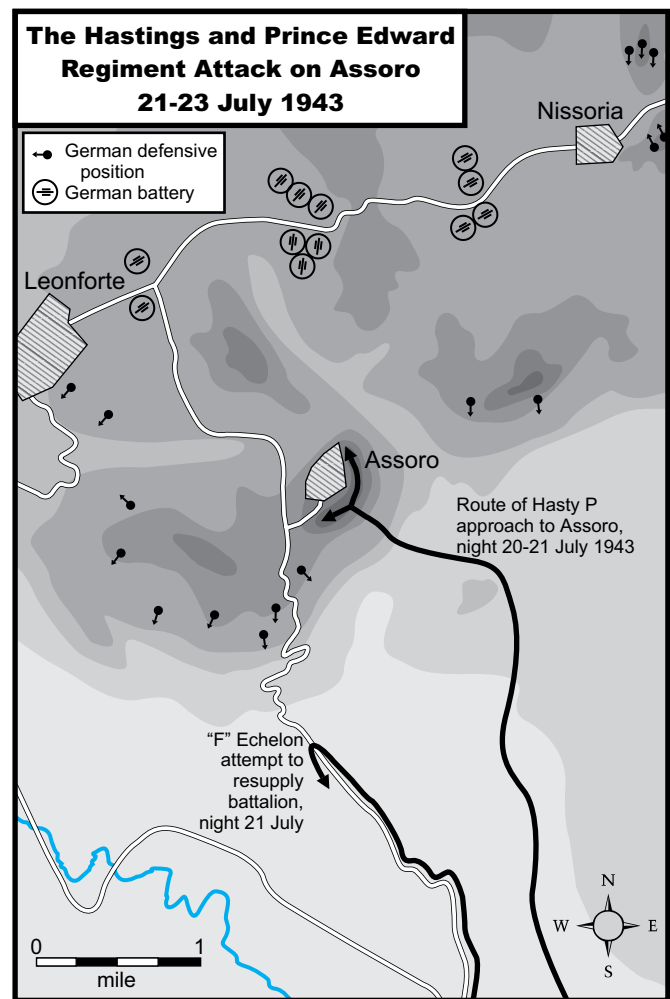 The Hastings and Prince Edward
Regiment Attack on Assoro
21-23 July 1943
German defensive
position
German battery
Nissoria
Leonforte
Assoro
Route of Hasty P
approach to Assoro,
night 20-21 July 1943
“F” Echelon
attempt to
resupply
battalion,
night 21 July
0 1
mile
N
W E
S